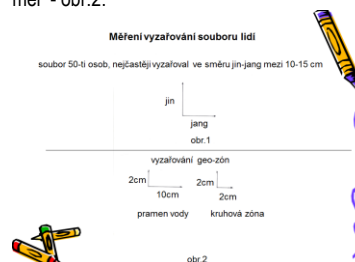 mer - obr.2.
Měření vyzařování souboru lidí
soubor 50-ti osob, nejčastěji vyzařoval ve směru jin-jang mezi 10-15 cm
jin
jang
obr.1
vyzařování geo-zón
2cm 2cm
10cm 2cm
pramen vody kruhová zóna
obr.2